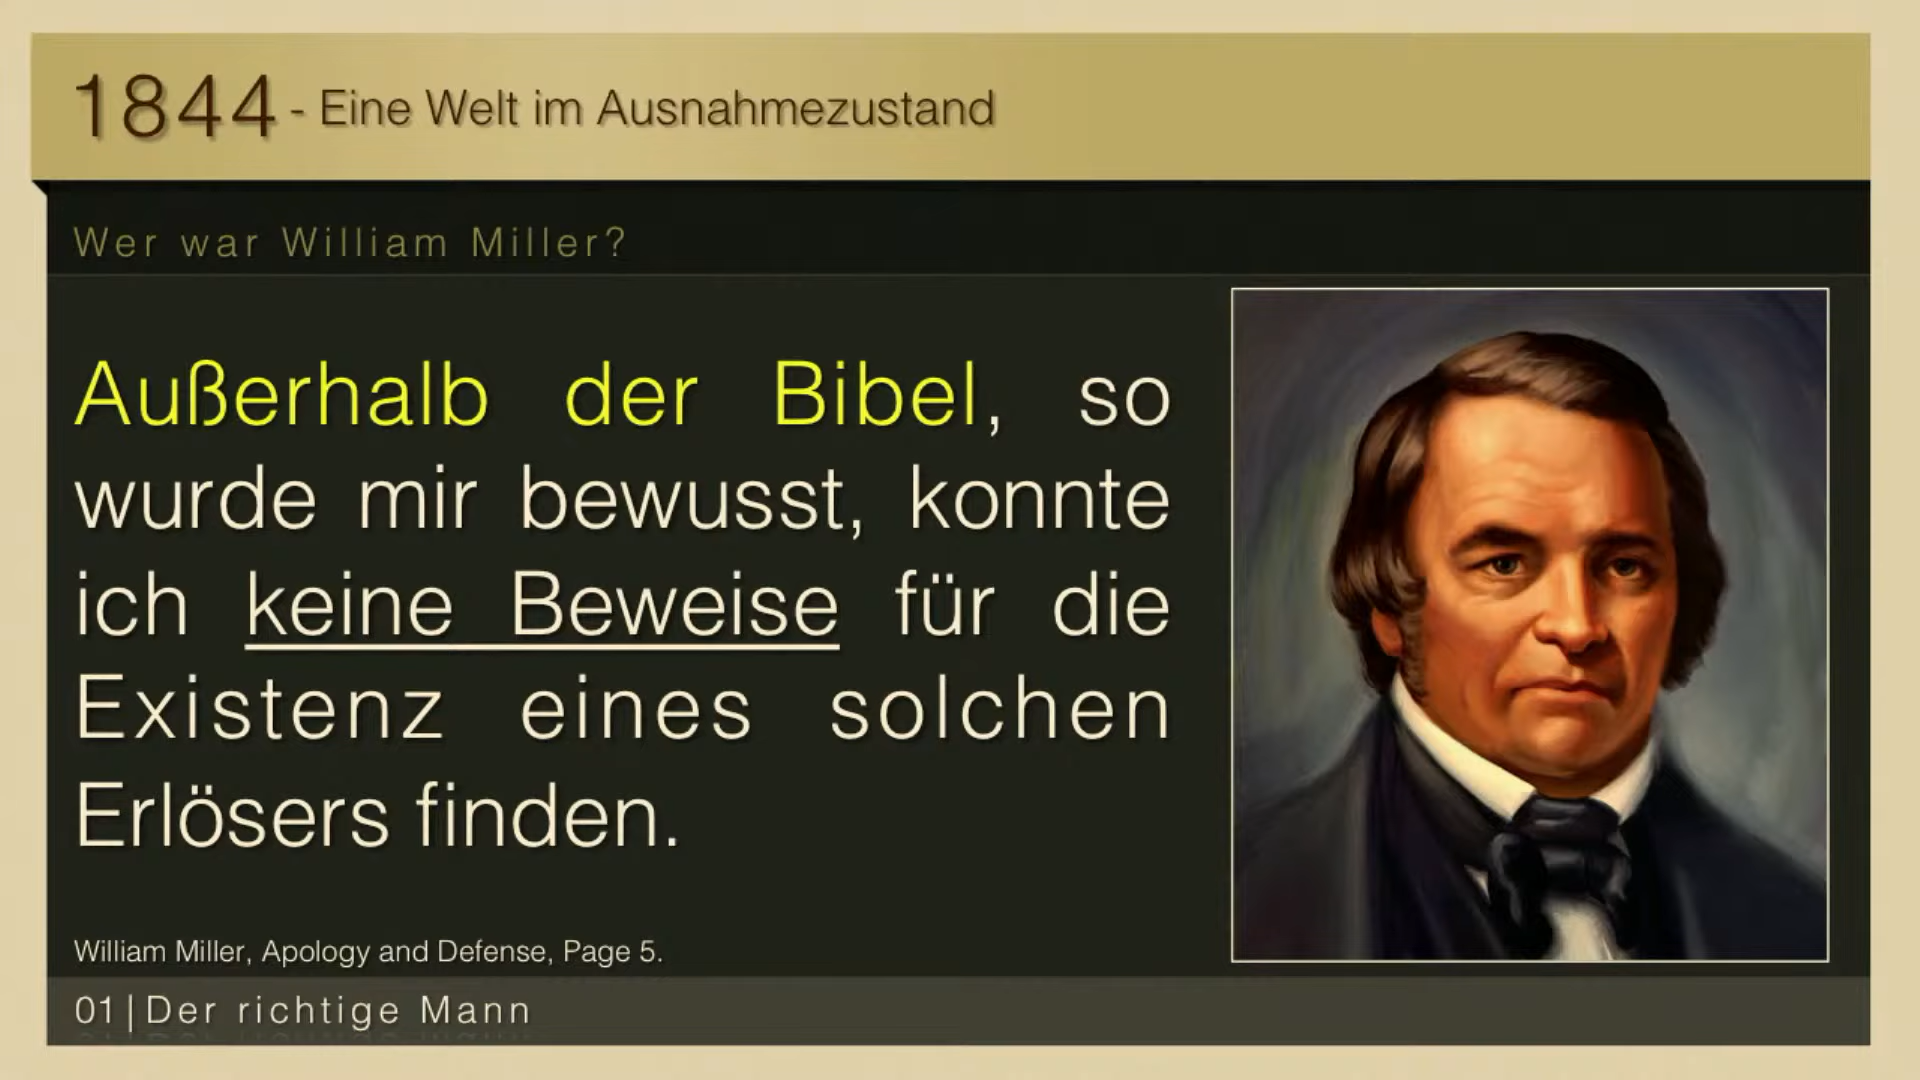 1844 - Eine Welt im Ausnahmezustand
Wer war William Miller?
Außerhalb der Bibel, so
wurde mir bewusst, konnte
ich keine Beweise für die
Existenz eines solchen
Erlösers finden.
William Miller, Apology and Defense, Page 5.
01|Der richtige Mann